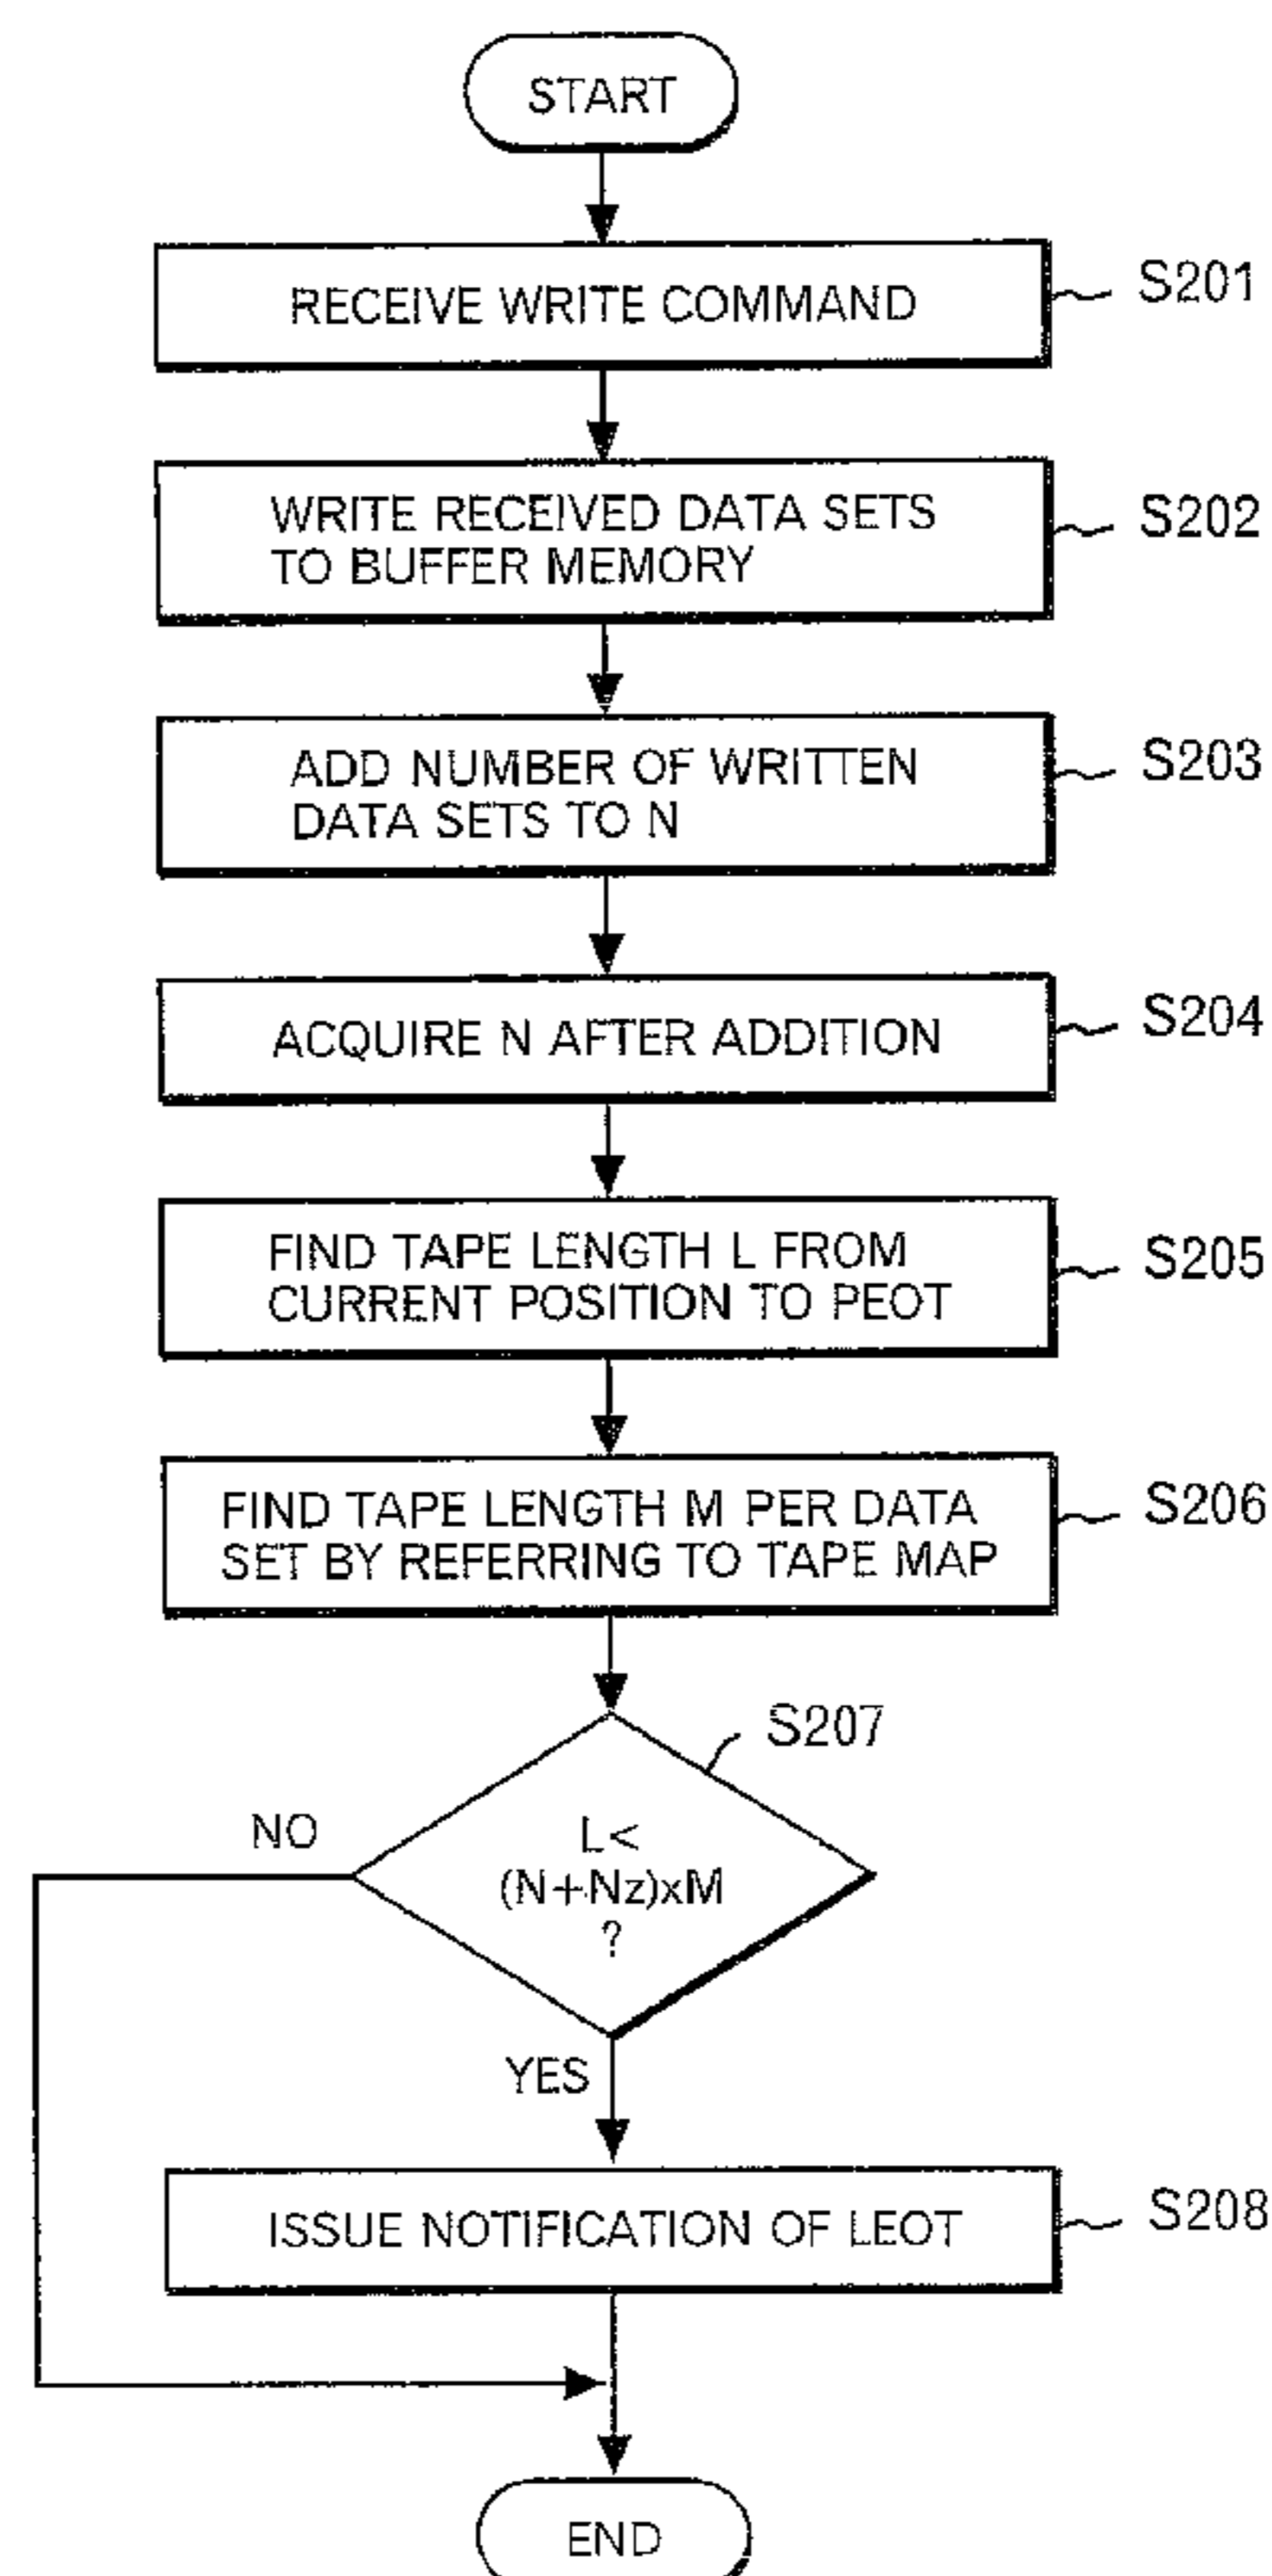 START
RECEIVE WRITE COMMAND
S201
WRITE RECEIVED DATA SETS
TO BUFFER MEMORY
S202
ADD NUMBER OF WRITTEN
DATA SETS TO N
S203
ACQUIRE N AFTER ADDITION
S204
FIND TAPE LENGTH L FROM
CURRENT POSITION TO PEOT
S205
FIND TAPE LENGTH M PER DATA
SET BY REFERRING TO TAPE MAP
S206
S207
NO
L<
(N+Nz)xM
?
YES
ISSUE NOTIFICATION OF LEOT
S208
END